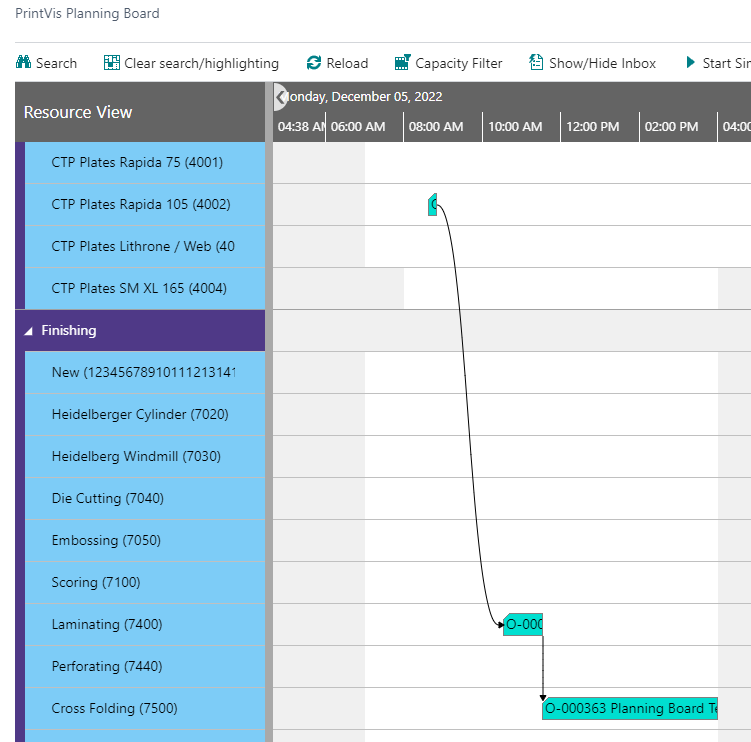 PrintVis Planning Board
Search Clear search/highlighting Reload Capacity Filter Show/Hide Inbox Start Sir
Resource View
onday, December 05, 2022
04:38 AM 06:00 AM 08:00 AM 10:00 AM 12:00 PM 02:00 PM 04:00
CTP Plates Rapida 75 (4001)
CTP Plates Rapida 105 (4002)
CTP Plates Lithrone / Web (40
CTP Plates SM XL 165 (4004)
Finishing
New (12345678910111213141
Heidelberger Cylinder (7020)
Heidelberg Windmill (7030)
Die Cutting (7040)
Embossing (7050)
Scoring (7100)
Laminating (7400) O-000
Perforating (7440)
Cross Folding (7500) O-000363 Planning Board Te